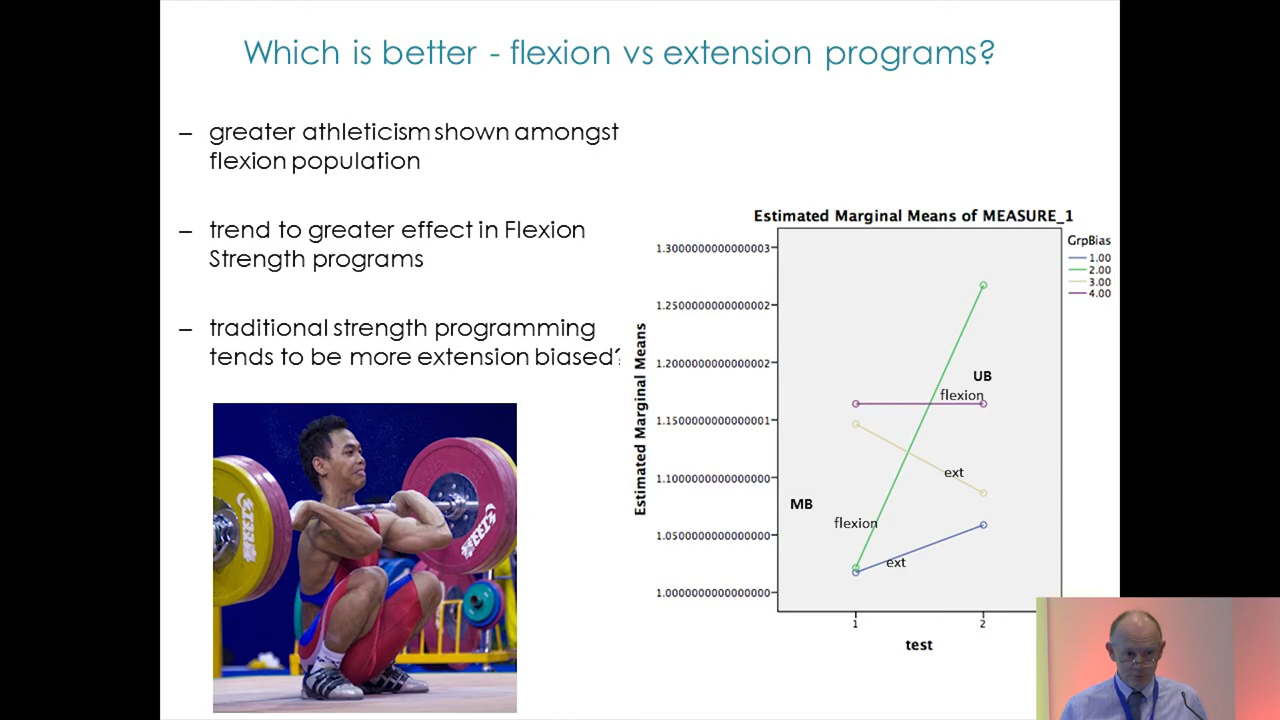 Which is better - flexion vs extension programs?
– greater athleticism shown amongst
flexion population
– trend to greater effect in Flexion
Strength programs
– traditional strength programming
tends to be more extension biased?
Estimated Marginal Means of MEASURE_1
GrpBias
1.00
2.00
3.00
4.00
Estimated Marginal Means
1.3000000000000003
1.2500000000000002
1.2000000000000002
1.1500000000000001
1.1000000000000000
1.0500000000000000
1.0000000000000000
UB
flexion
ext
MB
flexion
ext
1
2
test